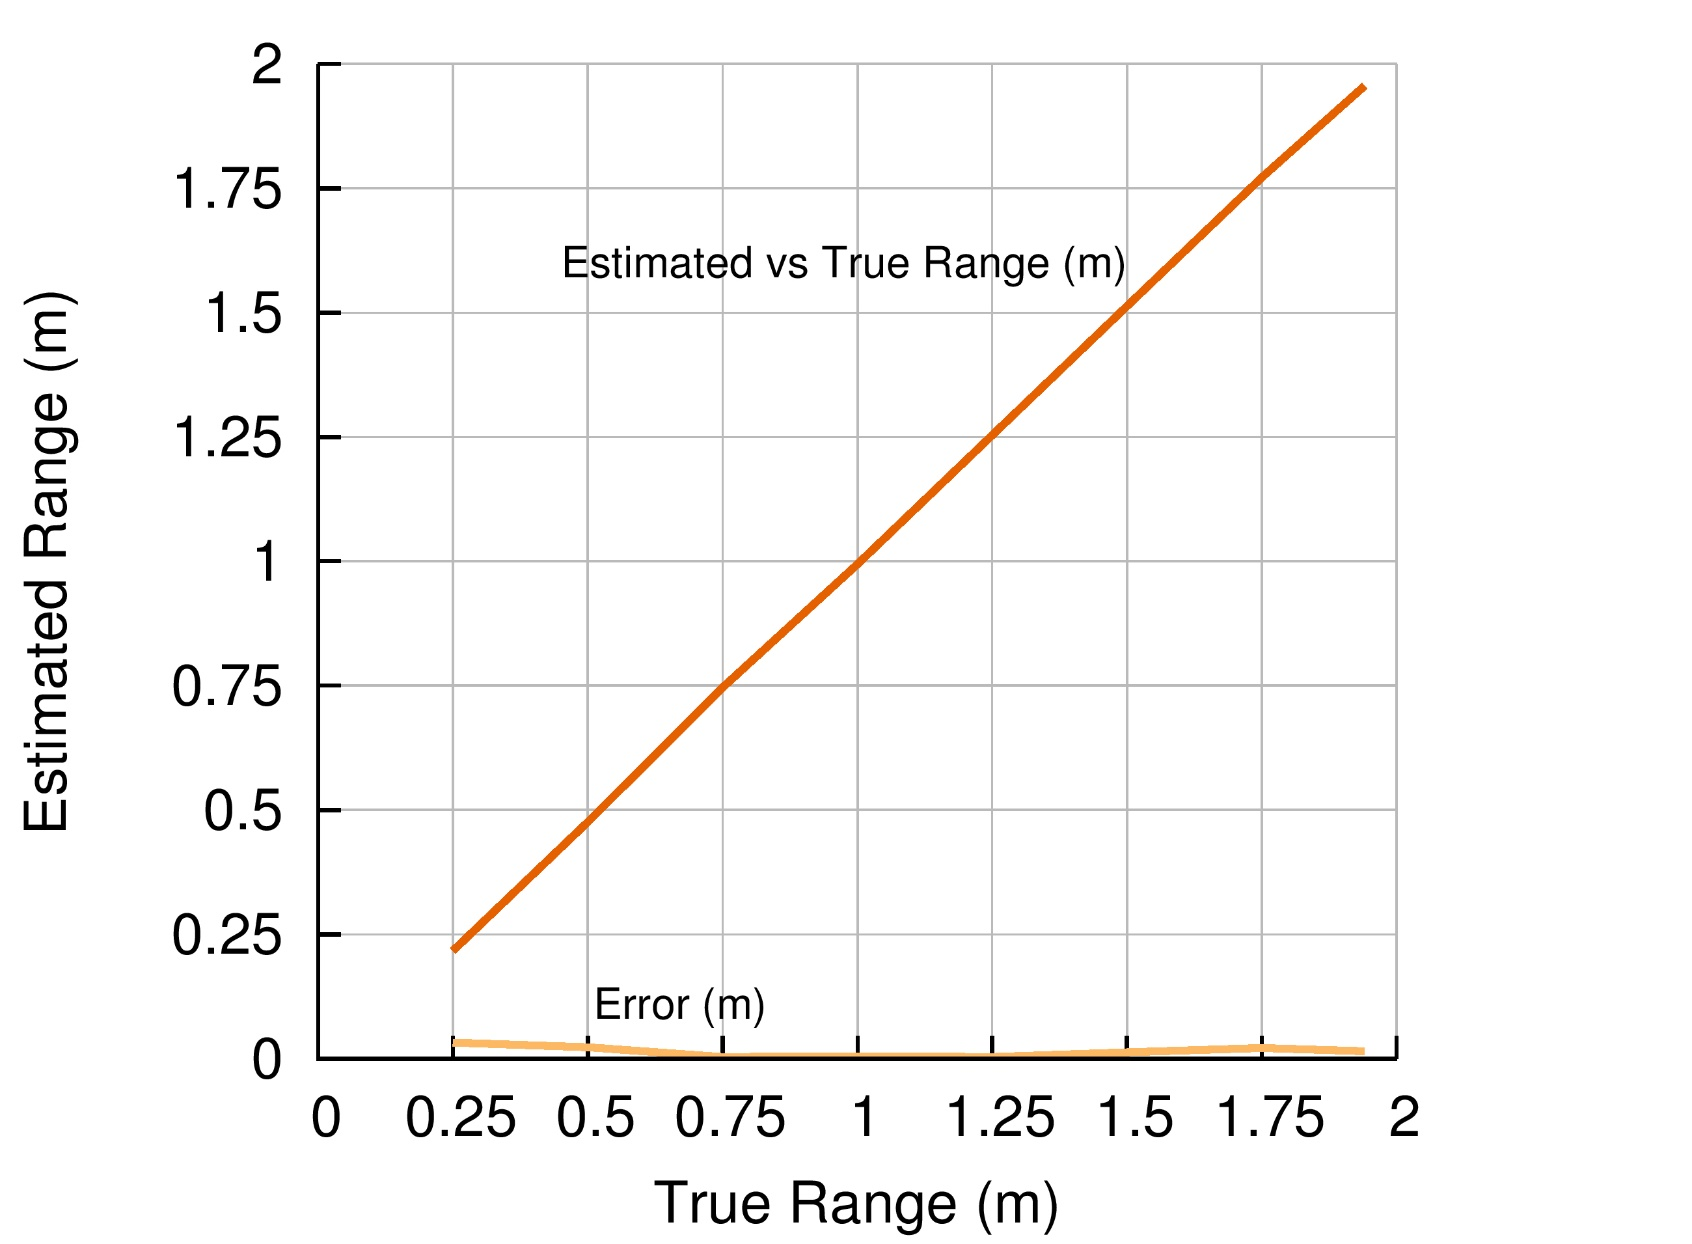 2
1.75
Estimated vs True Range (m)
1.5
1.25
1
0.75
0.5
0.25
Error (m)
0
Estimated Range (m)
0 0.25 0.5 0.75 1 1.25 1.5 1.75 2
True Range (m)